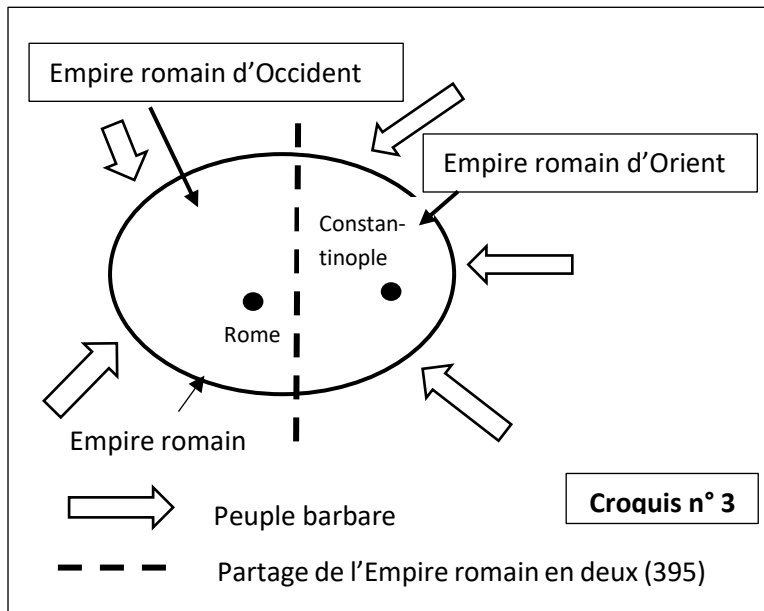 Empire romain d’Occident
Empire romain d’Orient
Constan-
tinople
Rome
Empire romain
Croquis n° 3
Peuple barbare
Partage de l’Empire romain en deux (395)